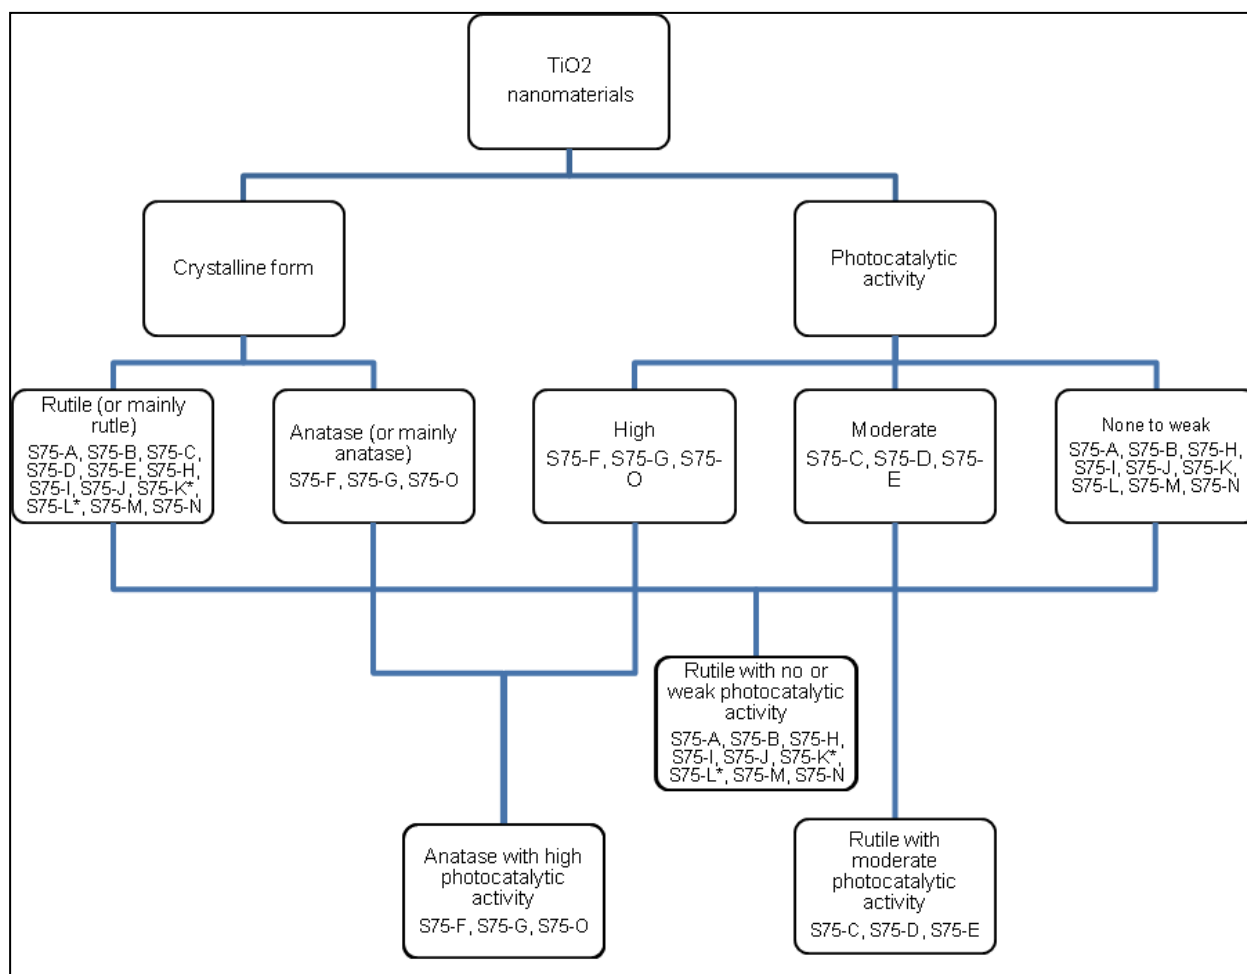 TiO2
nanomaterials
Crystalline form
Photocatalytic
activity
Rutile (or mainly
rutle)
S75-A, S75-B, S75-C,
S75-D, S75-E, S75-H,
S75-I, S75-J, S75-K*,
S75-L*, S75-M, S75-N
Anatase (or mainly
anatase)
S75-F, S75-G, S75-O
High
S75-F, S75-G, S75-
O
Moderate
S75-C, S75-D, S75-
E
None to weak
S75-A, S75-B, S75-H,
S75-I, S75-J, S75-K,
S75-L, S75-M, S75-N
Rutile with no or
weak photocatalytic
activity
S75-A, S75-B, S75-H,
S75-I, S75-J, S75-K*,
S75-L*, S75-M, S75-N
Anatase with high
photocatalytic
activity
S75-F, S75-G, S75-O
Rutile with
moderate
photocatalytic
activity
S75-C, S75-D, S75-E